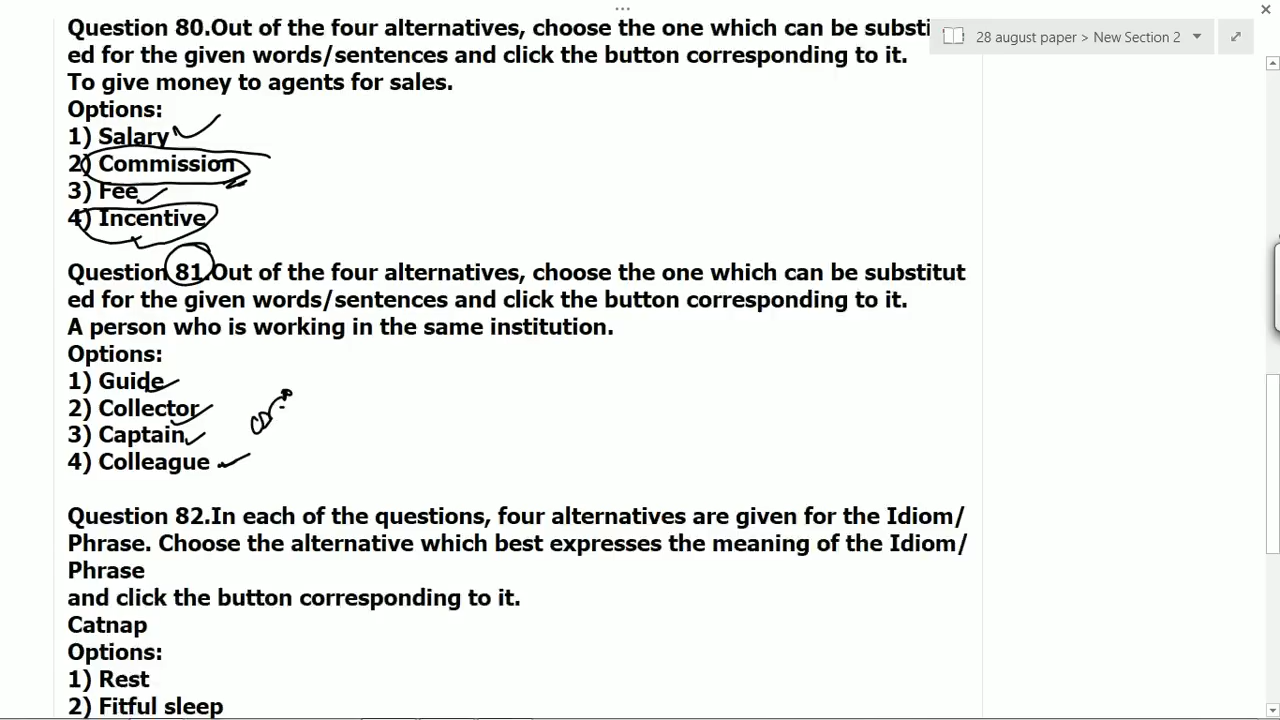 Question 80.Out of the four alternatives, choose the one which can be substi
28 august paper > New Section 2
ed for the given words/sentences and click the button corresponding to it.
To give money to agents for sales.
Options:
1) Salary
2) Commission
3) Fee
4) Incentive
Question 81.Out of the four alternatives, choose the one which can be substitut
ed for the given words/sentences and click the button corresponding to it.
A person who is working in the same institution.
Options:
1) Guide
2) Collector
3) Captain
4) Colleague
Question 82.In each of the questions, four alternatives are given for the Idiom/
Phrase. Choose the alternative which best expresses the meaning of the Idiom/
Phrase
and click the button corresponding to it.
Catnap
Options:
1) Rest
2) Fitful sleep